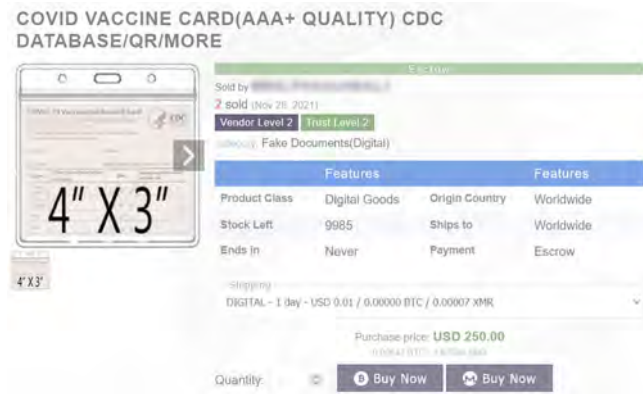 COVID VACCINE CARD(AAA+ QUALITY) CDC
DATABASE/QR/MORE
Escrow
Sold by
2 sold (Nov 28, 2021)
Vendor Level 2 Trust Level 2
Fake Documents(Digital)
Features Features
Product Class Digital Goods Origin Country Worldwide
Stock Left 9985 Ships to Worldwide
Ends in Never Payment Escrow
CDC
4" X 3"
4" X 3"
Shipping
DIGITAL - 1 day - USD 0.01 / 0.00000 BTC / 0.00007 XMR
Purchase price: USD 250.00
Quantity:
Buy Now Buy Now